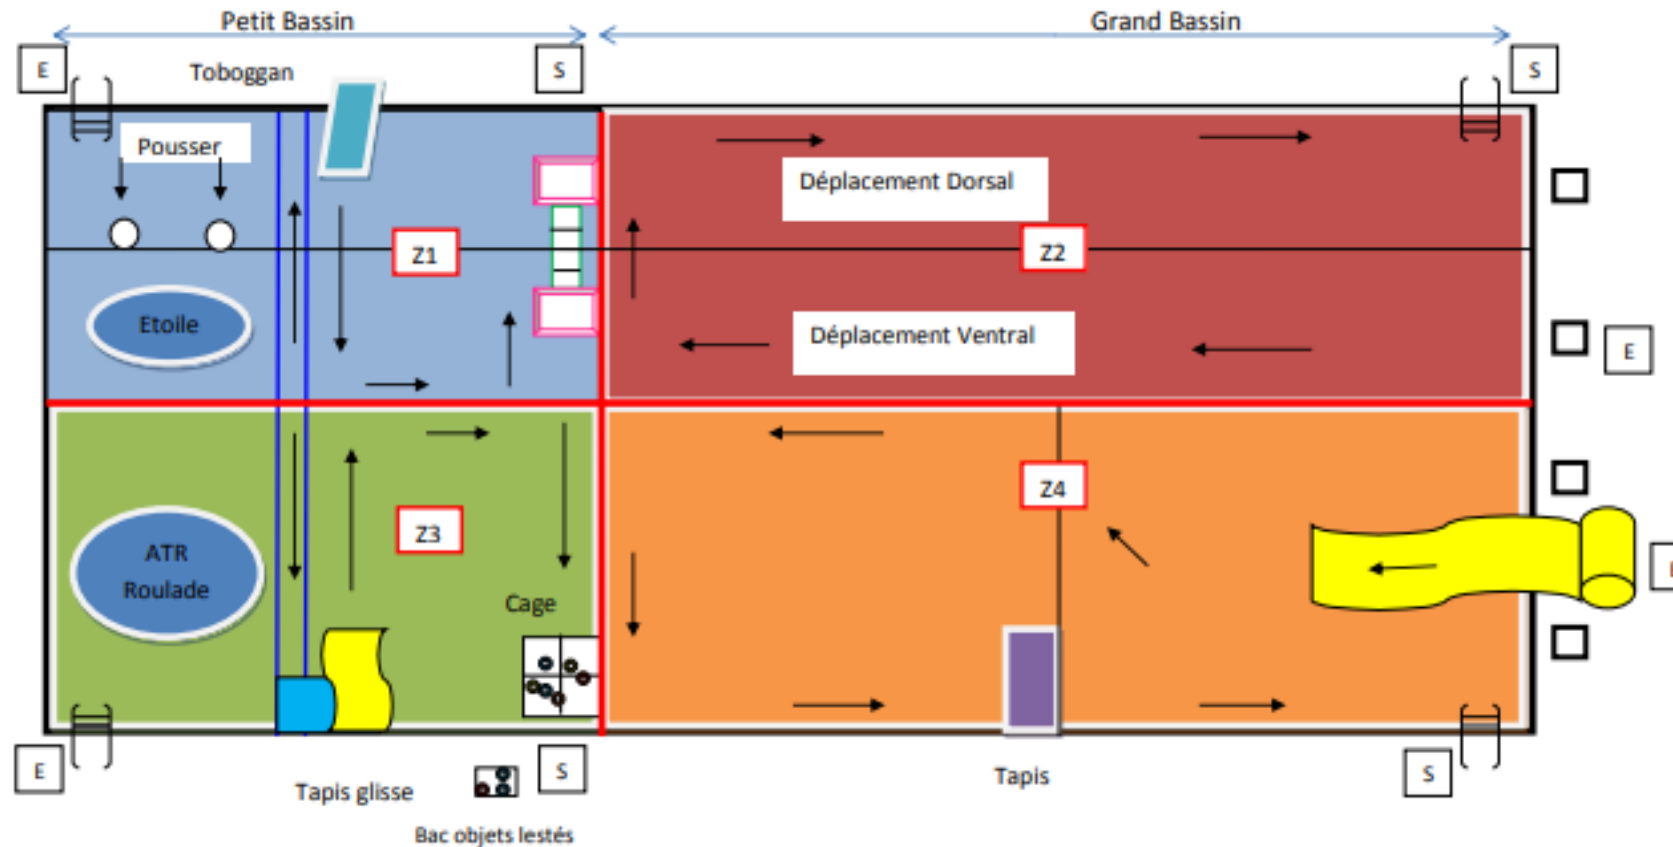 Petit Bassin
Grand Bassin
E
Toboggan
S
S
Pousser
Déplacement Dorsal
Z1
Z2
Etoile
Déplacement Ventral
E
Z4
Z3
ATR
Roulade
Cage
E
S
Tapis glisse
Tapis
S
Bac objets lestés